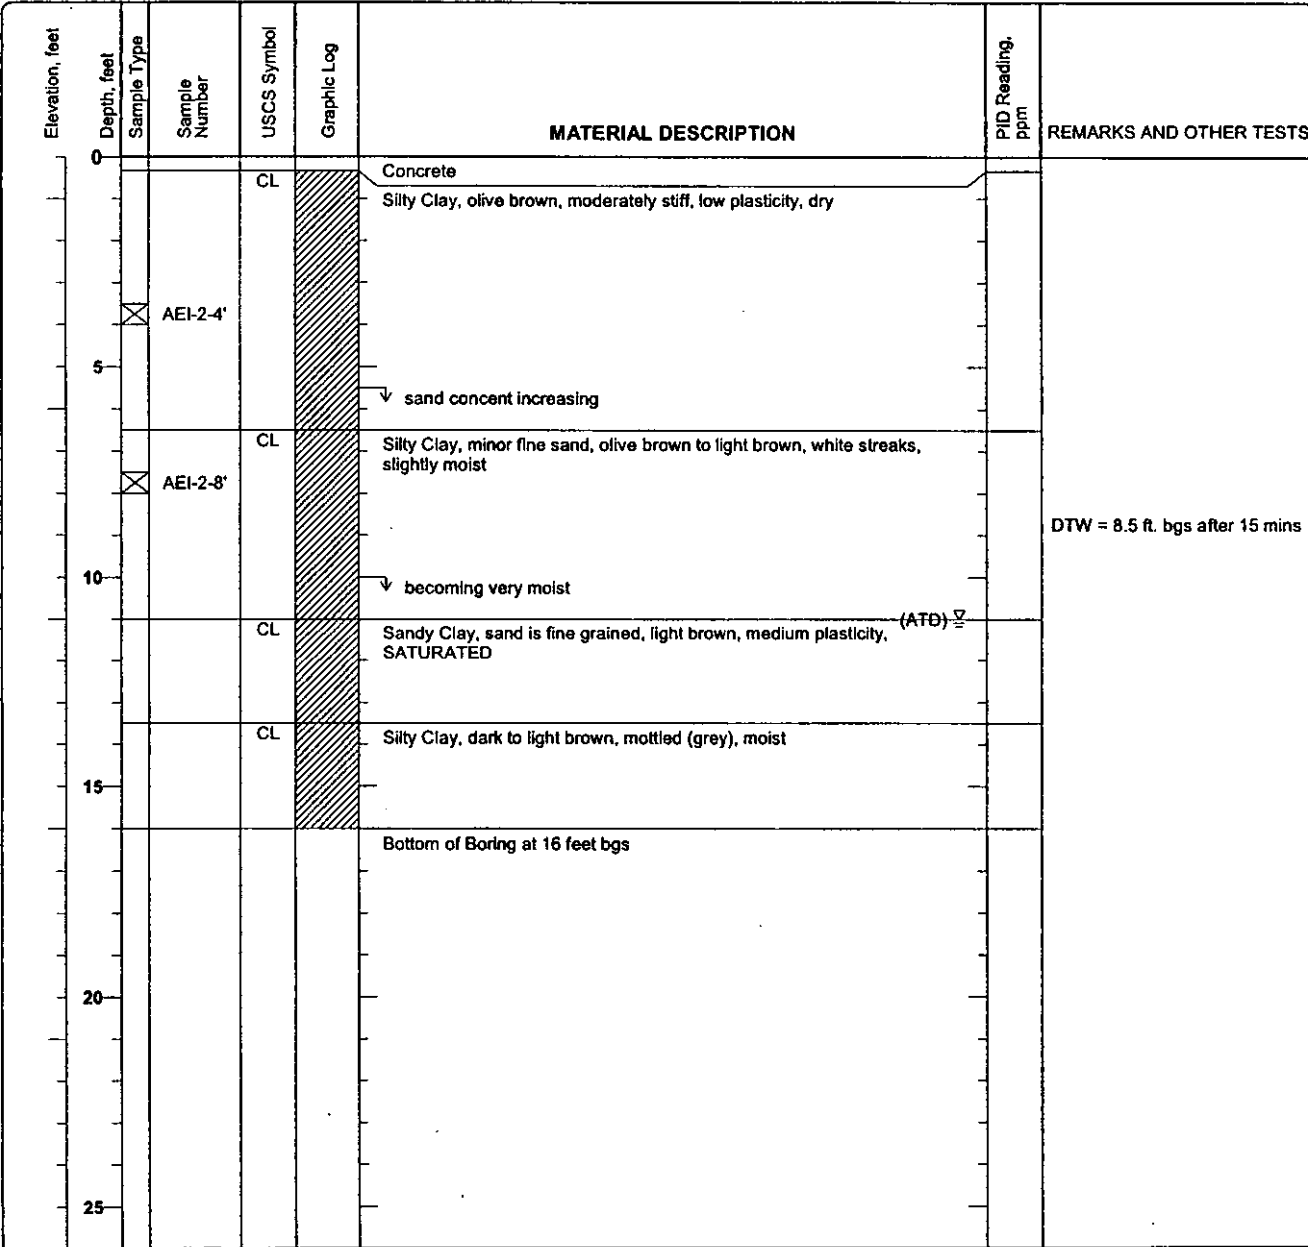 Elevation, feet
Depth, feet
Sample Type
Sample
Number
USCS Symbol
Graphic Log
MATERIAL DESCRIPTION
PID Reading,
ppm
REMARKS AND OTHER TESTS
0
Concrete
CL
Silty Clay, olive brown, moderately stiff, low plasticity, dry
AEI-2-4'
5
sand concent increasing
CL
Silty Clay, minor fine sand, olive brown to light brown, white streaks,
slightly moist
AEI-2-8'
DTW = 8.5 ft. bgs after 15 mins
10
becoming very moist
(ATD)
CL
Sandy Clay, sand is fine grained, light brown, medium plasticity,
SATURATED
CL
Silty Clay, dark to light brown, mottled (grey), moist
15
Bottom of Boring at 16 feet bgs
20
25